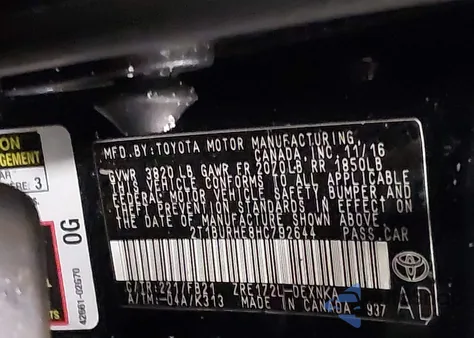 MFD. BY: TOYOTA MOTOR MANUFACTURING
CANADA, INC. 11/16
GVWR 3820 LB GAWR FR 2070LB RR 1850LB
THIS VEHICLE CONFORMS TO ALL APPLICABLE
FEDERAL MOTOR VEHICLE SAFETY, BUMPER AND
THEFT PREVENTION STANDARDS IN EFFECT ON
THE DATE OF MANUFACTURE SHOWN ABOVE.
PASS.CAR
C/TR: 221/FB21 ZRE172L-DEXNKA
A/TM: -04A/K313 MADE IN CANADA 937
AD
3
0G
42661-02G70